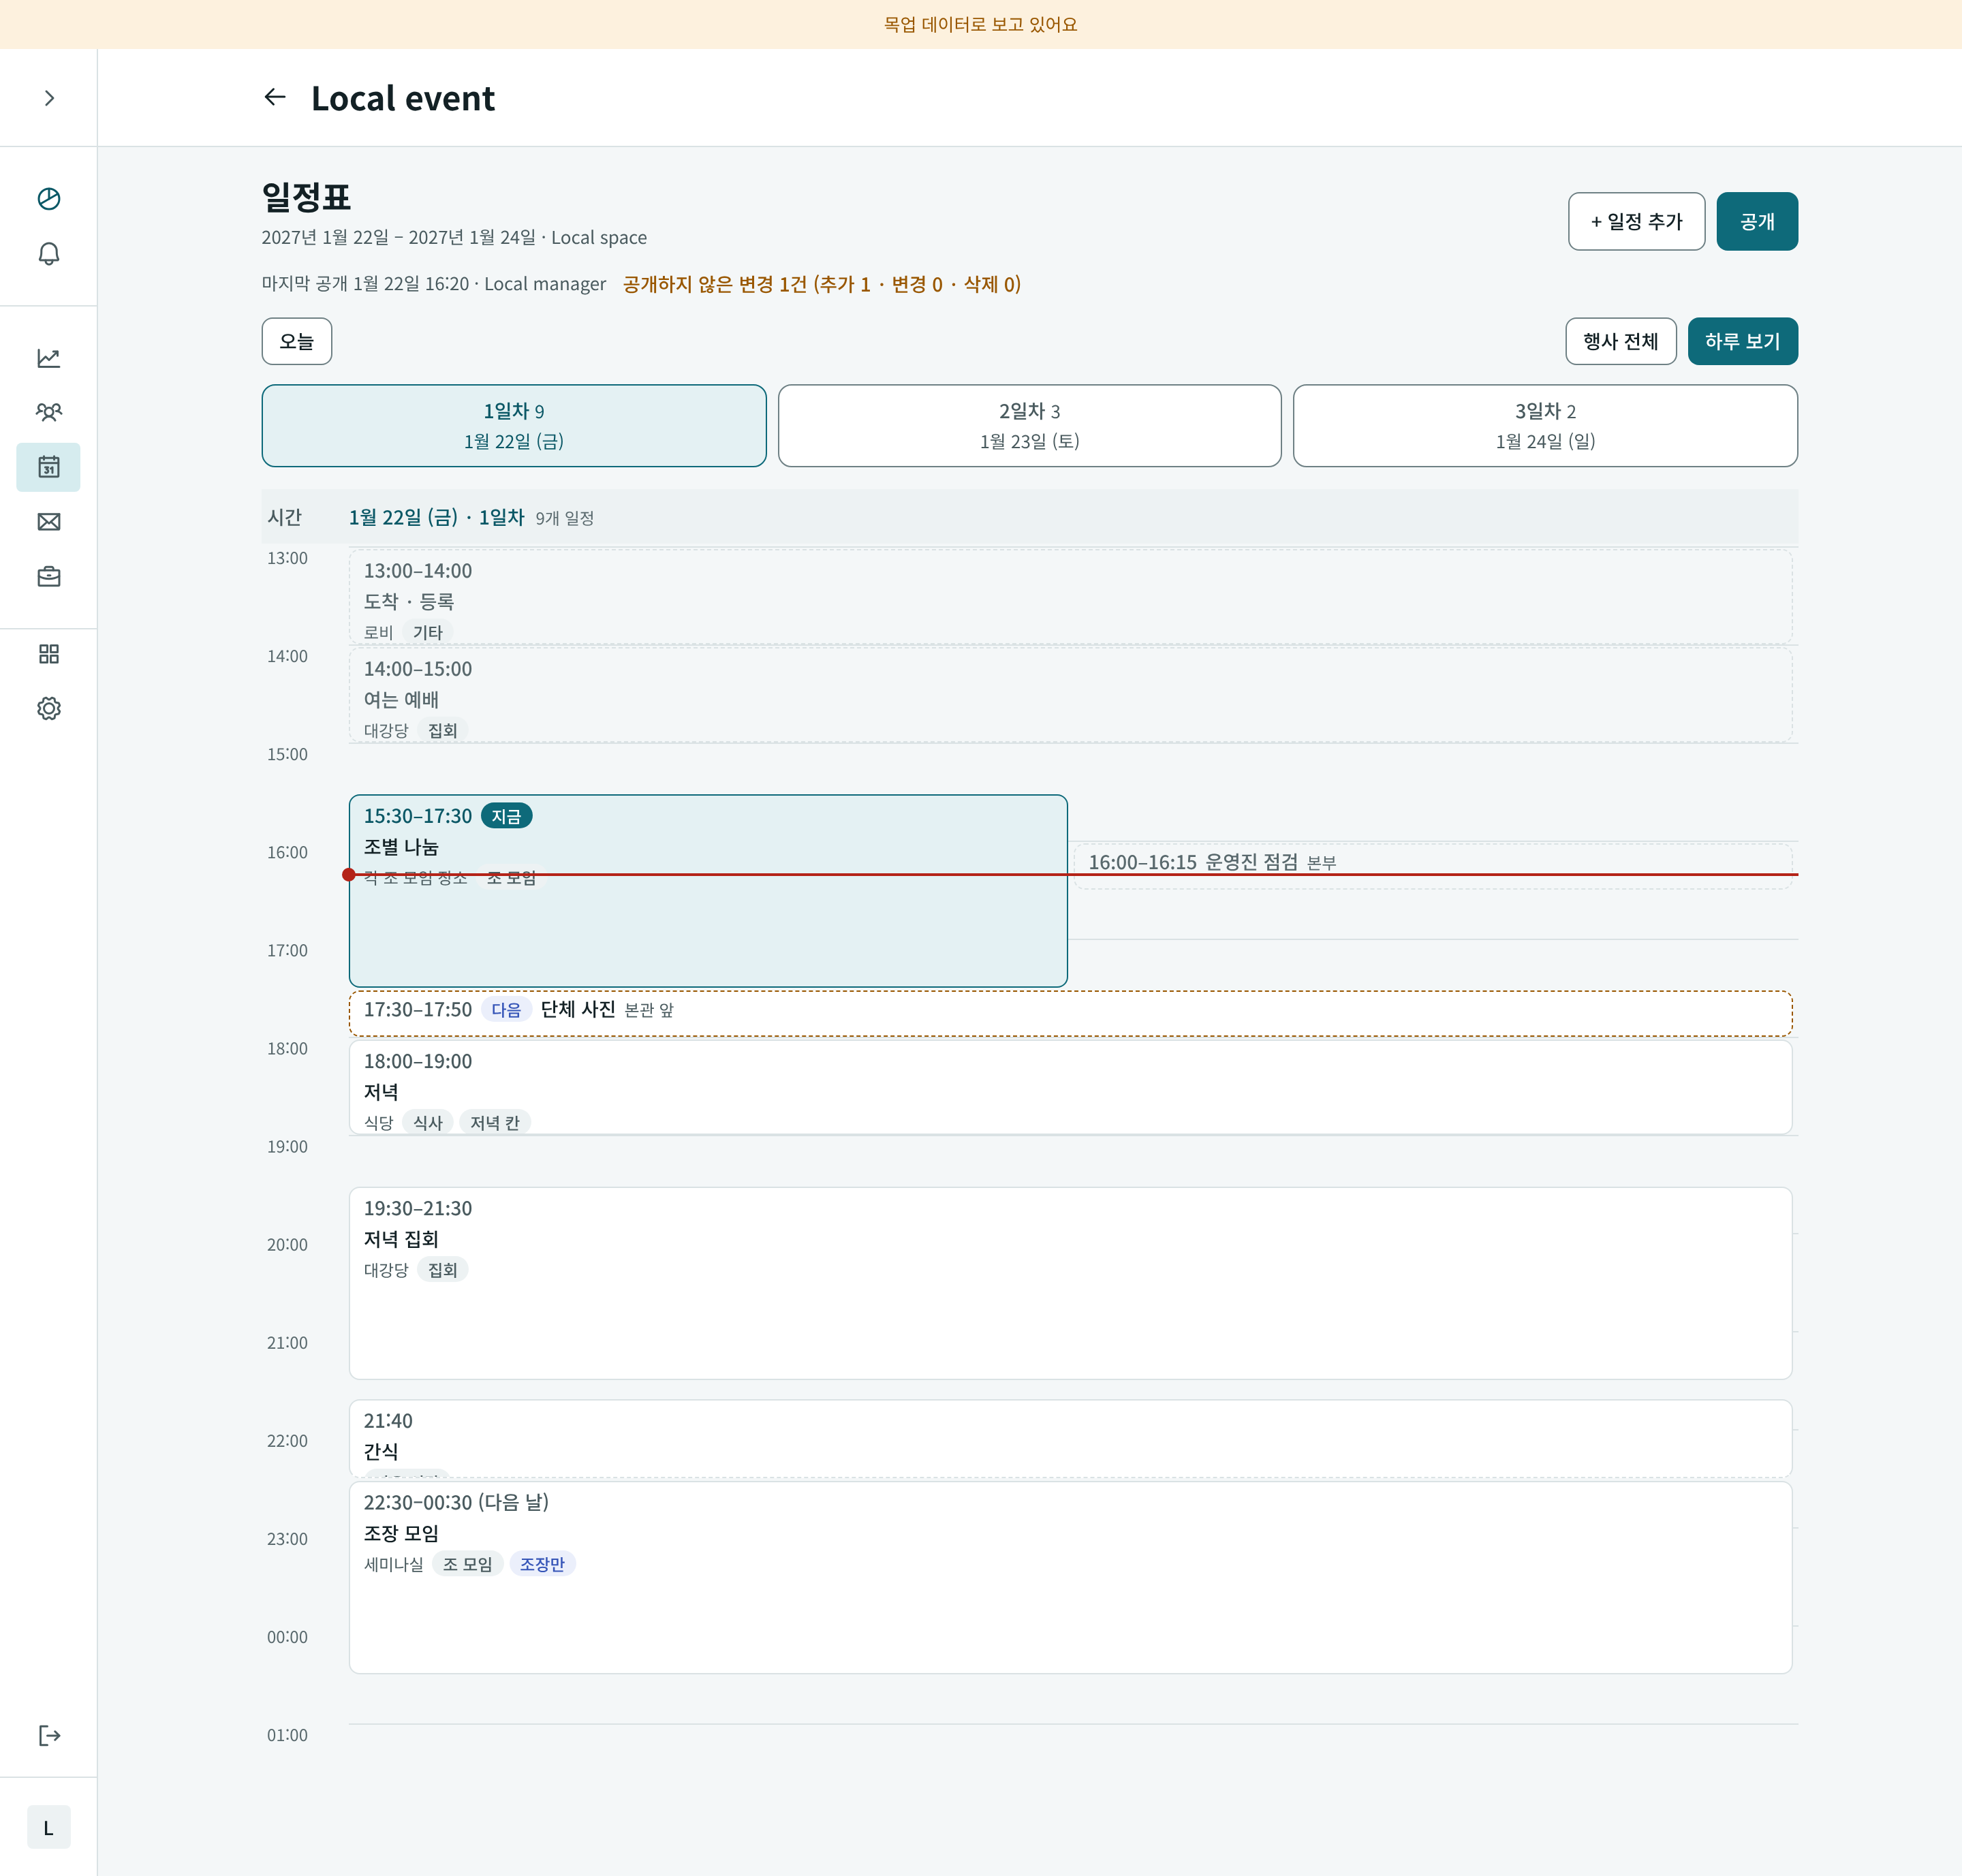 목업 데이터로 보고 있어요
Local event
일정표
2027년 1월 22일 – 2027년 1월 24일 · Local space
+ 일정 추가
공개
마지막 공개 1월 22일 16:20 · Local manager 공개하지 않은 변경 1건 (추가 1 · 변경 0 · 삭제 0)
오늘
행사 전체
하루 보기
1일차 9
1월 22일 (금)
2일차 3
1월 23일 (토)
3일차 2
1월 24일 (일)
시간
1월 22일 (금) · 1일차 9개 일정
13:00
13:00–14:00
도착 · 등록
로비 기타
14:00
14:00–15:00
여는 예배
대강당 집회
15:00
15:30–17:30 지금
조별 나눔
각 조 모임 장소 조 모임
16:00
16:00–16:15 운영진 점검 본부
17:00
17:30–17:50 다음 단체 사진 본관 앞
18:00
18:00–19:00
저녁
식당 식사 저녁 칸
19:00
19:30–21:30
저녁 집회
대강당 집회
20:00
21:00
21:40
간식
22:00
22:30–00:30 (다음 날)
조장 모임
세미나실 조 모임 조장만
23:00
00:00
01:00
31
L